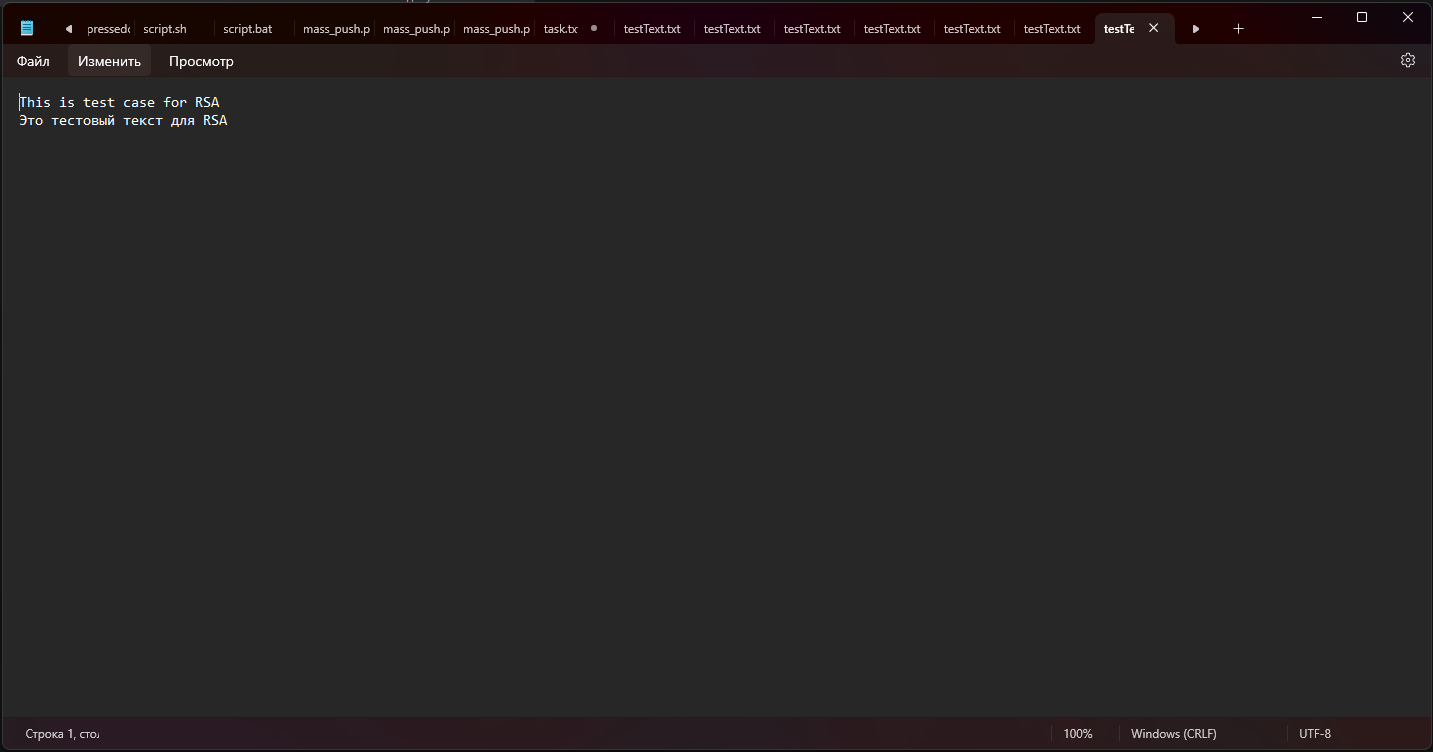 script.sh script.bat mass_push.p mass_push.p mass_push.p task.tx testText.txt testText.txt testText.txt testText.txt testText.txt testText.txt testTe
Файл Изменить Просмотр
This is test case for RSA
Это тестовый текст для RSA
Строка 1, 100% Windows (CRLF) UTF-8